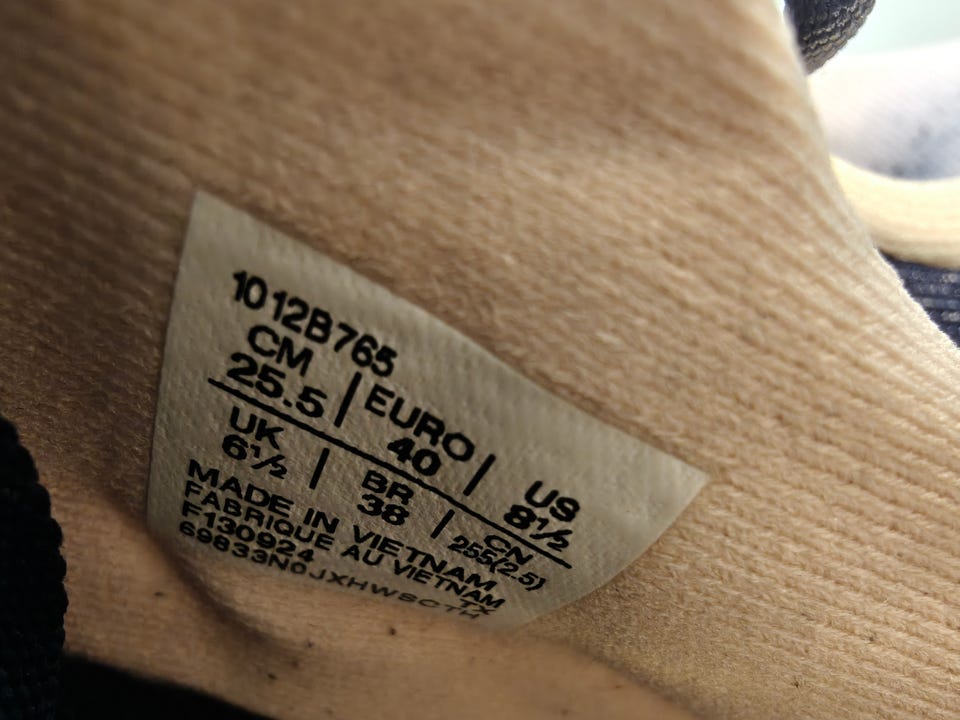 1012B765
CM | EURO | US
25.5 40 8½
UK | BR | CN
6½ 38 255(2.5)
MADE IN VIETNAM
FABRIQUE AU VIETNAM
F130924 TX